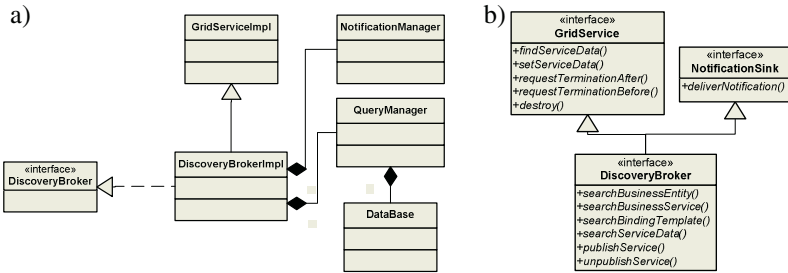 a)
GridServiceImpl
NotificationManager
QueryManager
«interface»
DiscoveryBroker
DiscoveryBrokerImpl
DataBase
b)
«interface»
GridService
+findServiceData()
+setServiceData()
+requestTerminationAfter()
+requestTerminationBefore()
+destroy()
«interface»
NotificationSink
+deliverNotification()
«interface»
DiscoveryBroker
+searchBusinessEntity()
+searchBusinessService()
+searchBindingTemplate()
+searchServiceData()
+publishService()
+unpublishService()